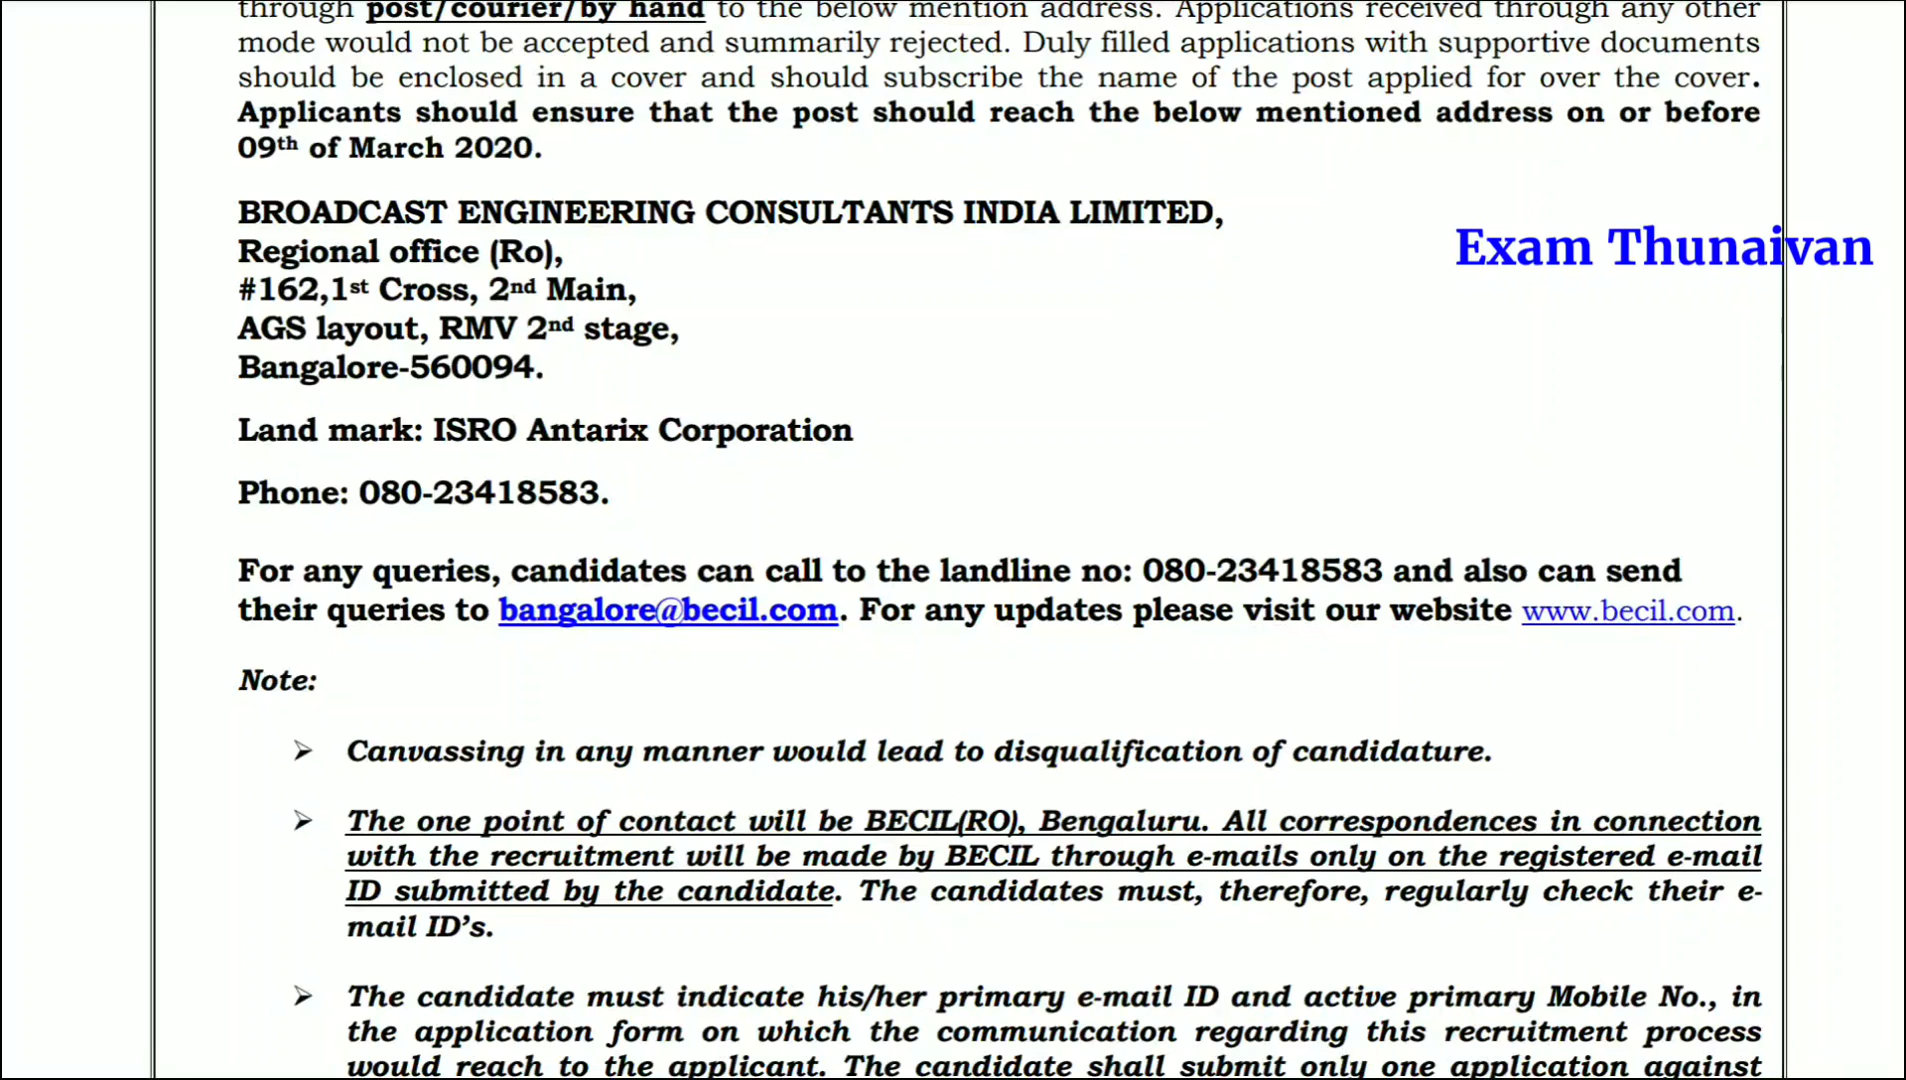 through post/courier/by hand to the below mention address. Applications received through any other
mode would not be accepted and summarily rejected. Duly filled applications with supportive documents
should be enclosed in a cover and should subscribe the name of the post applied for over the cover.
Applicants should ensure that the post should reach the below mentioned address on or before
09th of March 2020.
BROADCAST ENGINEERING CONSULTANTS INDIA LIMITED,
Exam Thunaivan
Regional office (Ro),
#162,1st Cross, 2nd Main,
AGS layout, RMV 2nd stage,
Bangalore-560094.
Land mark: ISRO Antarix Corporation
Phone: 080-23418583.
For any queries, candidates can call to the landline no: 080-23418583 and also can send
their queries to bangalore@becil.com. For any updates please visit our website www.becil.com.
Note:
➢ Canvassing in any manner would lead to disqualification of candidature.
➢ The one point of contact will be BECIL(RO), Bengaluru. All correspondences in connection
with the recruitment will be made by BECIL through e-mails only on the registered e-mail
ID submitted by the candidate. The candidates must, therefore, regularly check their e-
mail ID’s.
➢ The candidate must indicate his/her primary e-mail ID and active primary Mobile No., in
the application form on which the communication regarding this recruitment process
would reach to the applicant. The candidate shall submit only one application against